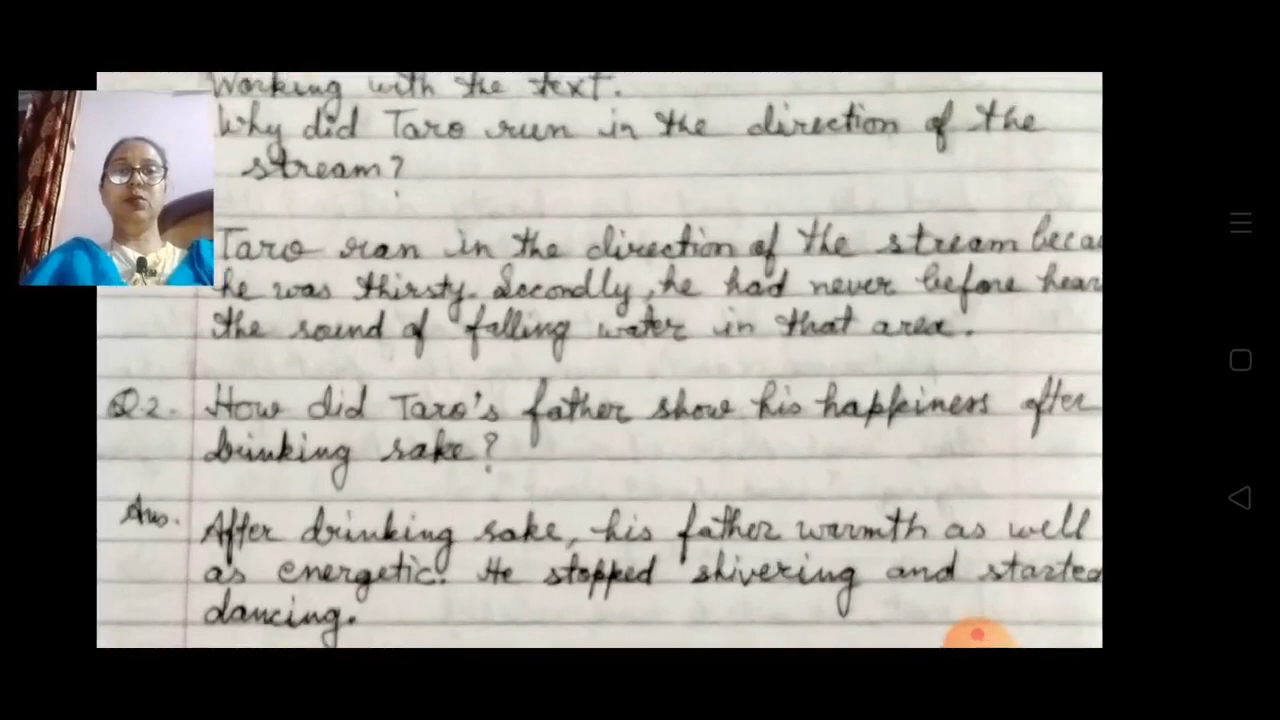 Working with the text.
Why did Taro run in the direction of the
stream?
Taro ran in the direction of the stream beca
he was thirsty. Secondly, he had never before hear
the sound of falling water in that area.
Q2. How did Taro's father show his happiness after
drinking sake?
Ans. After drinking sake, his father warmth as well
as energetic. He stopped shivering and started
dancing.